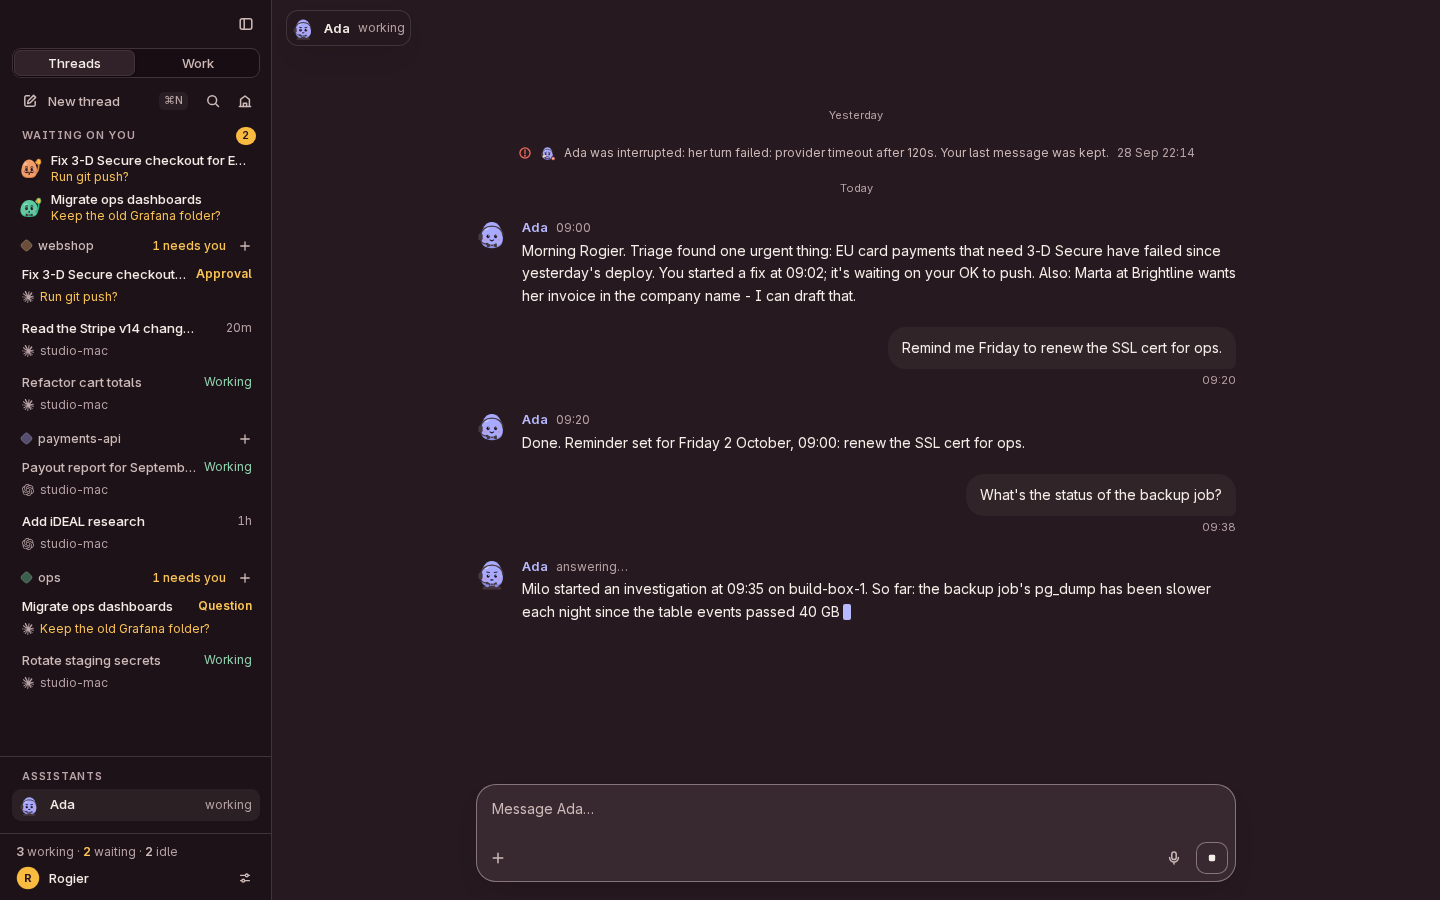 Threads
Work
New thread
⌘N
WAITING ON YOU
2
Fix 3-D Secure checkout for E…
Run git push?
Migrate ops dashboards
Keep the old Grafana folder?
webshop
1 needs you
Fix 3-D Secure checkout…
Approval
Run git push?
Read the Stripe v14 chang…
20m
studio-mac
Refactor cart totals
Working
studio-mac
payments-api
Payout report for Septemb…
Working
studio-mac
Add iDEAL research
1h
studio-mac
ops
1 needs you
Migrate ops dashboards
Question
Keep the old Grafana folder?
Rotate staging secrets
Working
studio-mac
ASSISTANTS
Ada
working
3 working · 2 waiting · 2 idle
R
Rogier
Ada working
Yesterday
Ada was interrupted: her turn failed: provider timeout after 120s. Your last message was kept. 28 Sep 22:14
Today
Ada 09:00
Morning Rogier. Triage found one urgent thing: EU card payments that need 3-D Secure have failed since
yesterday's deploy. You started a fix at 09:02; it's waiting on your OK to push. Also: Marta at Brightline wants
her invoice in the company name - I can draft that.
Remind me Friday to renew the SSL cert for ops.
09:20
Ada 09:20
Done. Reminder set for Friday 2 October, 09:00: renew the SSL cert for ops.
What's the status of the backup job?
09:38
Ada answering…
Milo started an investigation at 09:35 on build-box-1. So far: the backup job's pg_dump has been slower
each night since the table events passed 40 GB
Message Ada…